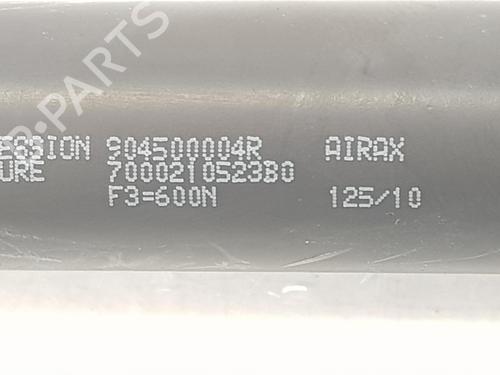 ESSION 904500004R AIRAX
URE 7000210523B0
F3=600N 125/10
B-PARTS